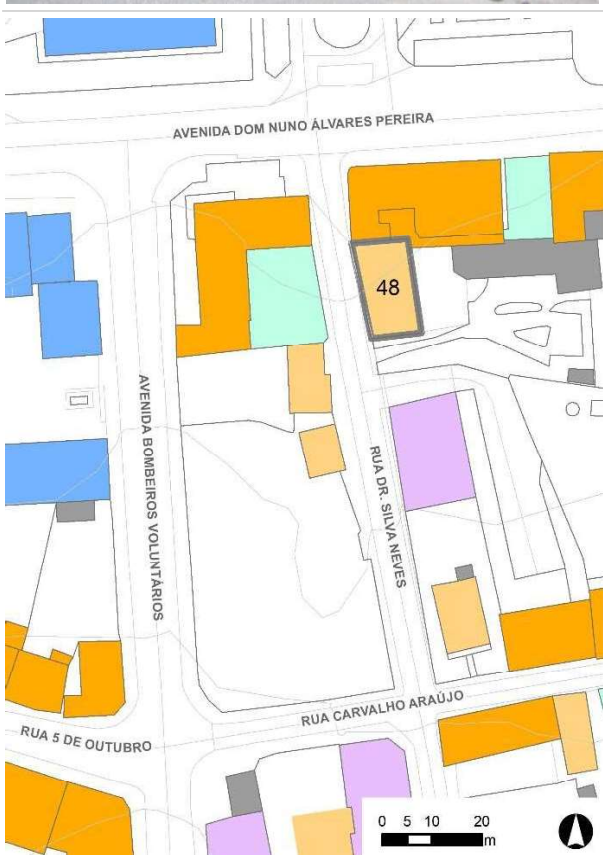 AVENIDA DOM NUNO ÁLVARES PEREIRA
48
AVENIDA BOMBEIROS VOLUNTÁRIOS
RUA DR. SILVA NEVES
RUA CARVALHO ARAÚJO
RUA 5 DE OUTUBRO
0 5 10 20
m